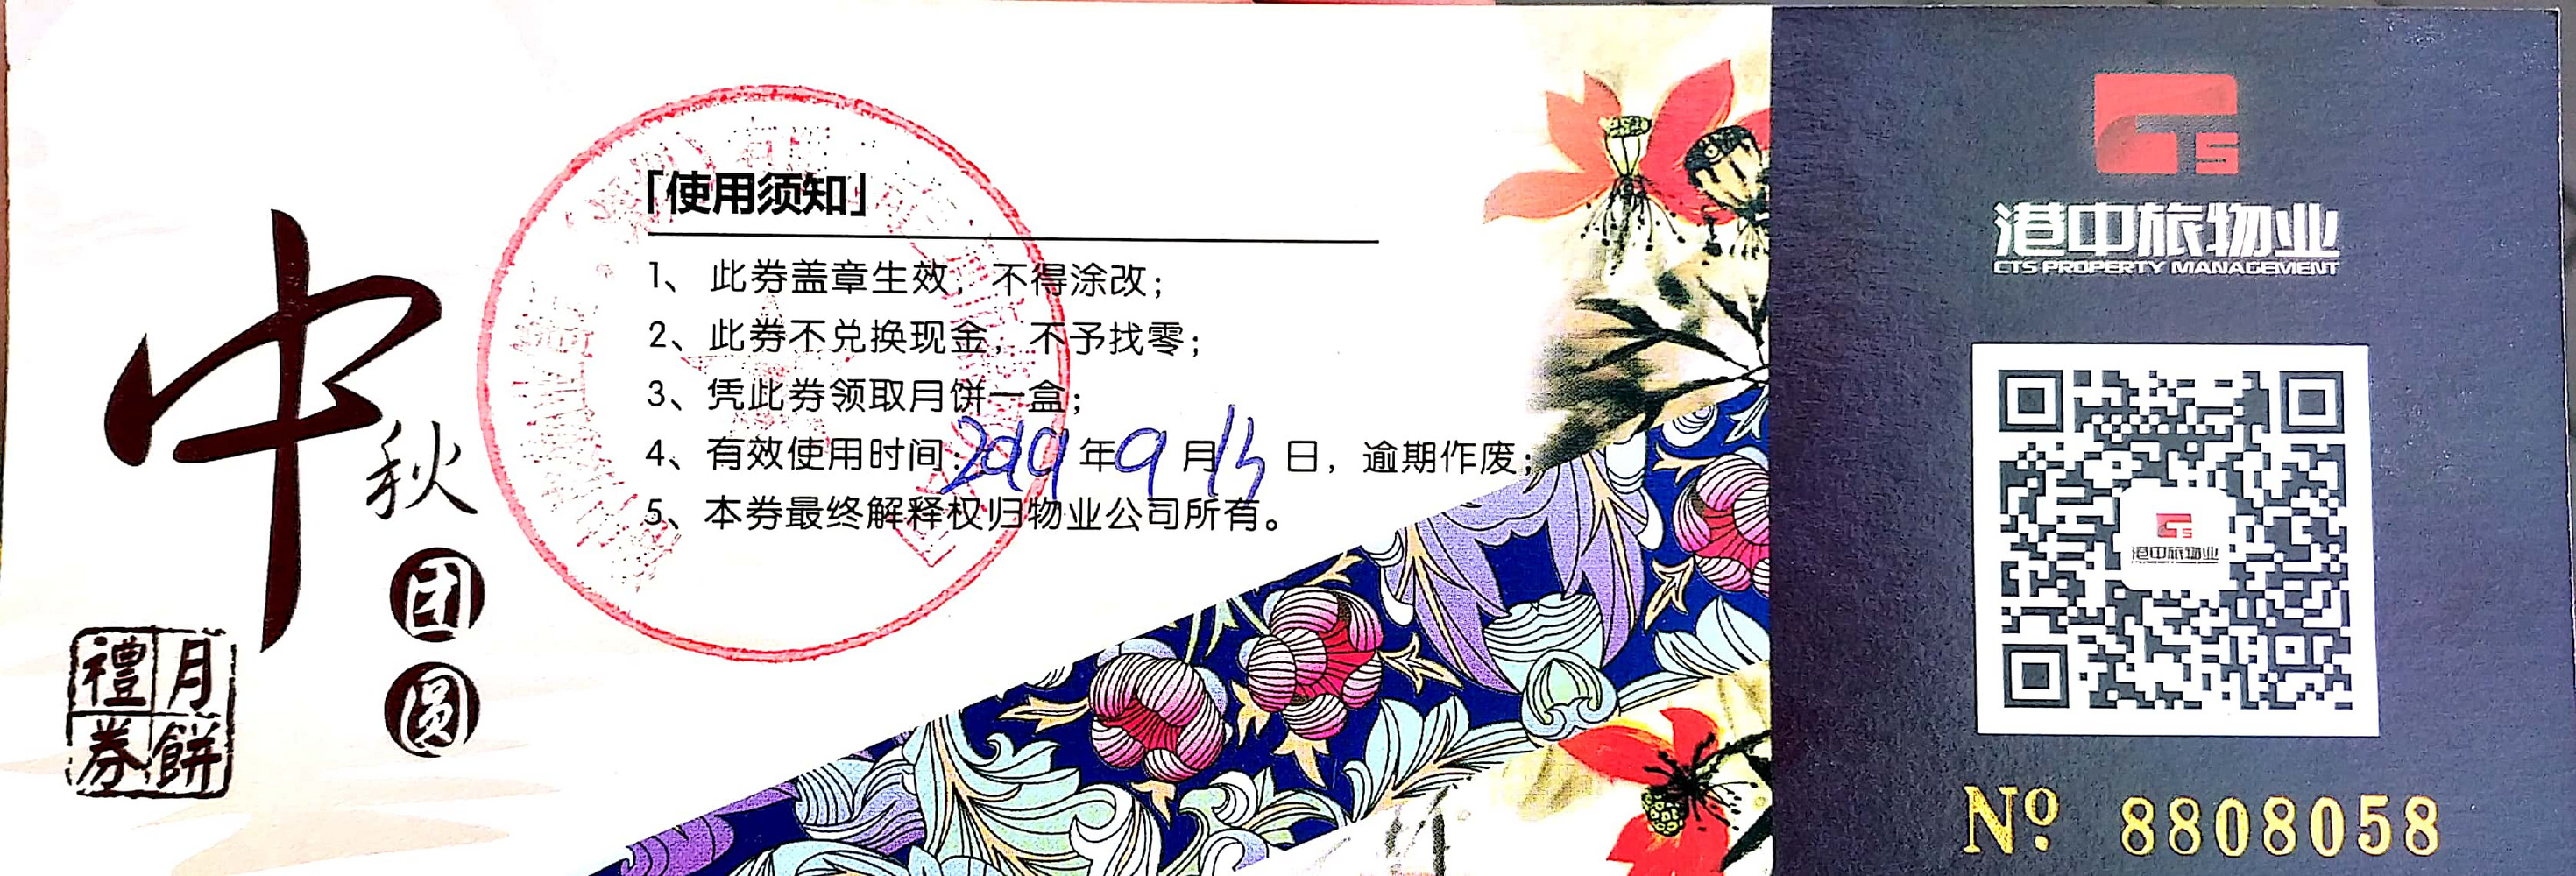 中秋
团圆
月餅
禮券
「使用须知」
1、此券盖章生效，不得涂改；
2、此券不兑换现金，不予找零；
3、凭此券领取月饼一盒；
4、有效使用时间：2019年9月13日，逾期作废；
5、本券最终解释权归物业公司所有。
CTS
港中旅物业
CTS PROPERTY MANAGEMENT
CTS
港中旅物业
Nº 8808058